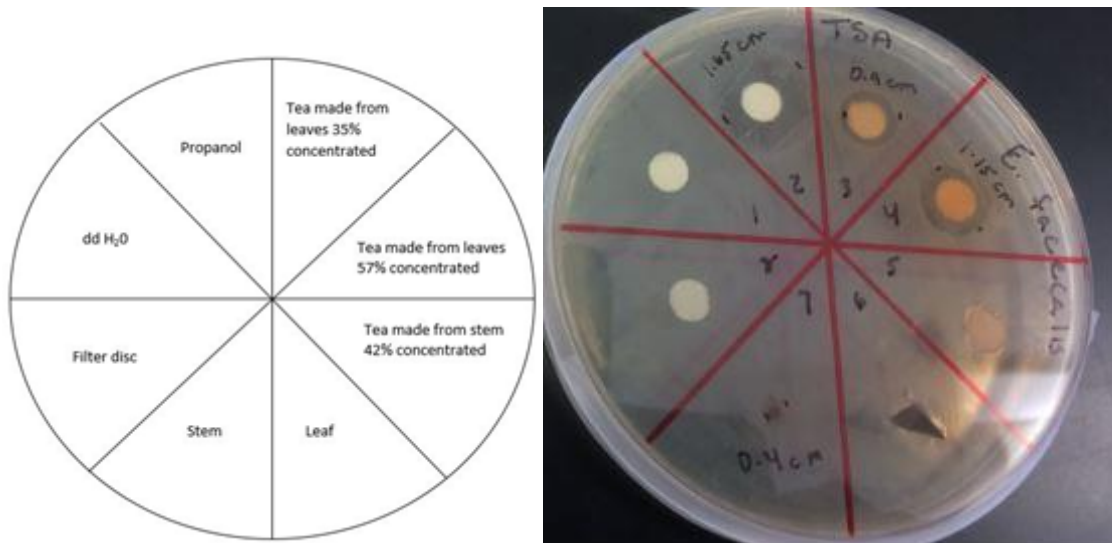 Propanol
Tea made from
leaves 35%
concentrated
dd H₂0
Tea made from leaves
57% concentrated
Filter disc
Tea made from stem
42% concentrated
Stem
Leaf
TSA
1.65 cm
0.9 cm
1.15 cm
E. faecalis
1
2
3
4
5
6
7
8
0.4 cm